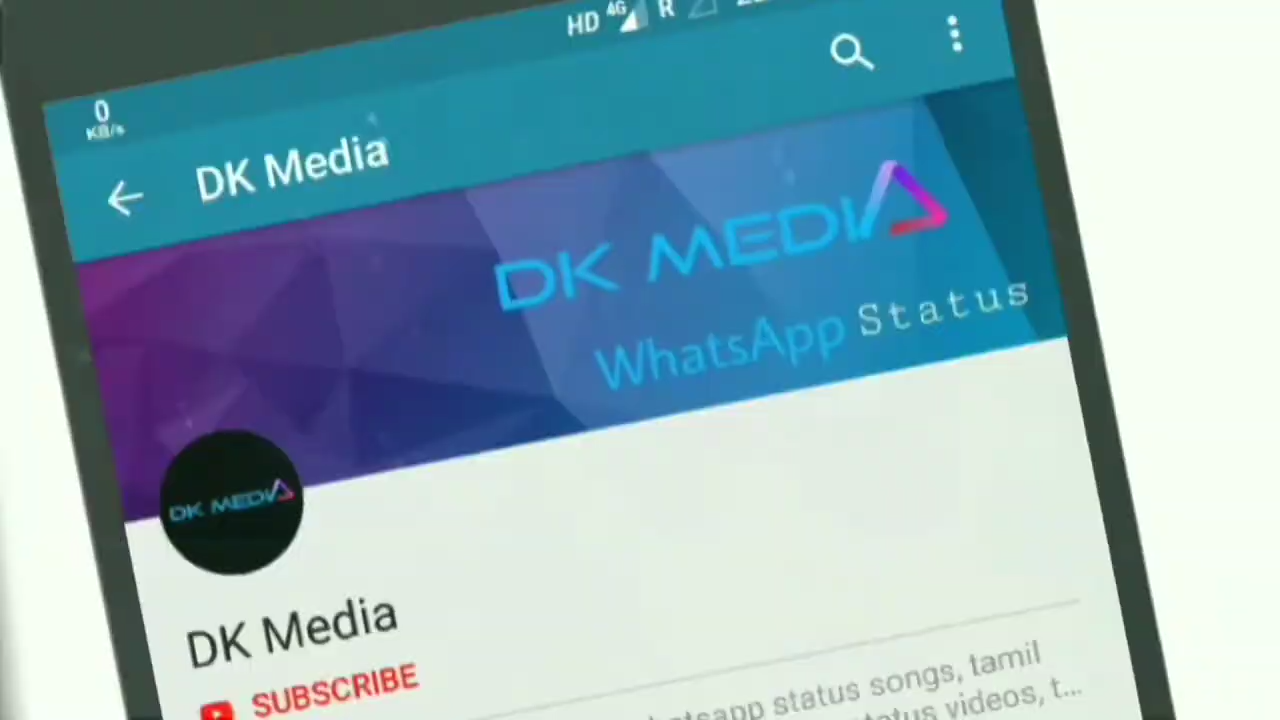 HD 4G R
0
KB/s
DK Media
DK MEDIA
WhatsApp Status
DK MEDIA
DK Media
SUBSCRIBE
status songs, tamil
videos, t...